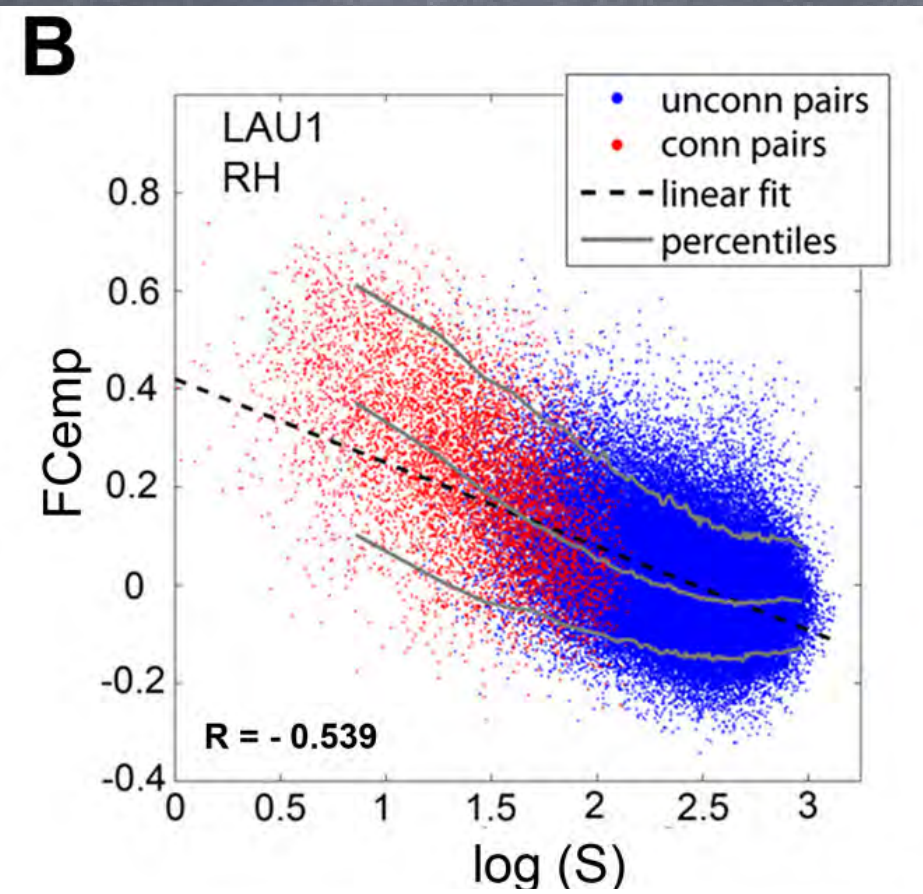 B
LAU1
RH
unconn pairs
conn pairs
linear fit
percentiles
0.8
0.6
0.4
0.2
0
-0.2
-0.4
FCemp
R = - 0.539
0 0.5 1 1.5 2 2.5 3
log (S)